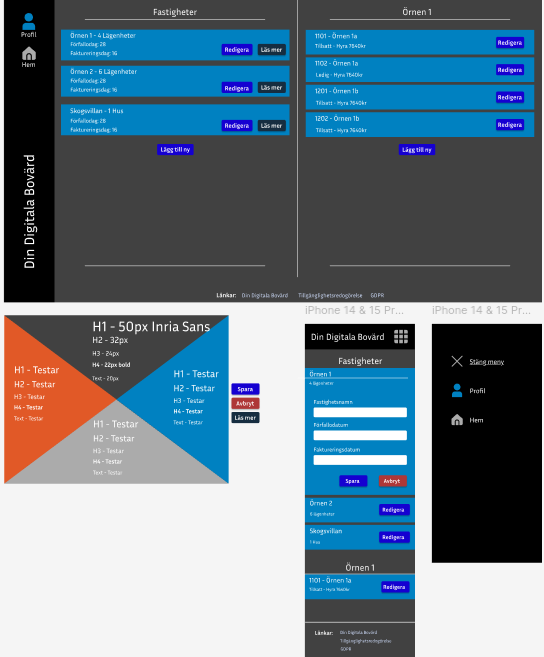 Profil
Hem
Din Digitala Bovärd
Fastigheter
Örnen 1 - 4 Lägenheter
Förfallodag: 28
Faktureringsdag: 16
Redigera
Läs mer
Örnen 2 - 6 Lägenheter
Förfallodag: 28
Faktureringsdag: 16
Redigera
Läs mer
Skogsvillan - 1 Hus
Förfallodag: 28
Faktureringsdag: 16
Redigera
Läs mer
Lägg till ny
Örnen 1
1101 - Örnen 1a
Tillsatt - Hyra 7640kr
Redigera
1102 - Örnen 1a
Ledig - Hyra 7640kr
Redigera
1201 - Örnen 1b
Tillsatt - Hyra 7640kr
Redigera
1202 - Örnen 1b
Tillsatt - Hyra 7640kr
Redigera
Lägg till ny
Länkar: Din Digitala Bovärd Tillgänglighetsredogörelse GDPR
H1 - 50px Inria Sans
H2 - 32px
H3 - 24px
H4 - 22px bold
Text - 20px
H1 - Testar
H2 - Testar
H3 - Testar
H4 - Testar
Text - Testar
H1 - Testar
H2 - Testar
H3 - Testar
H4 - Testar
Text - Testar
H1 - Testar
H2 - Testar
H3 - Testar
H4 - Testar
Text - Testar
Spara
Avbryt
Läs mer
iPhone 14 & 15 Pr...
Din Digitala Bovärd
Fastigheter
Örnen 1
4 lägenheter
Fastighetsnamn
Förfallodatum
Faktureringsdatum
Spara
Avbryt
Örnen 2
6 lägenheter
Redigera
Skogsvillan
1 Hus
Redigera
Örnen 1
1101 - Örnen 1a
Tillsatt - Hyra 7640kr
Redigera
Länkar: Din Digitala Bovärd
Tillgänglighetsredogörelse
GDPR
iPhone 14 & 15 Pr...
Stäng meny
Profil
Hem